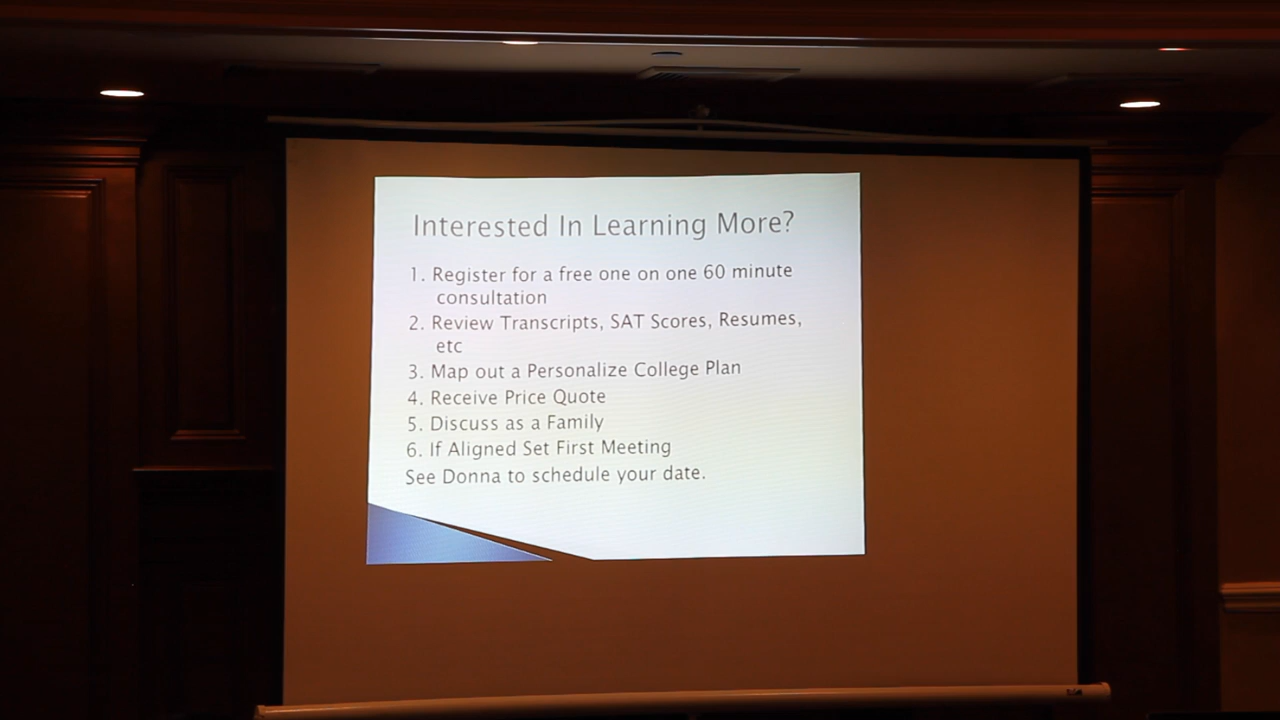 Interested In Learning More?
1. Register for a free one on one 60 minute
consultation
2. Review Transcripts, SAT Scores, Resumes,
etc
3. Map out a Personalize College Plan
4. Receive Price Quote
5. Discuss as a Family
6. If Aligned Set First Meeting
See Donna to schedule your date.